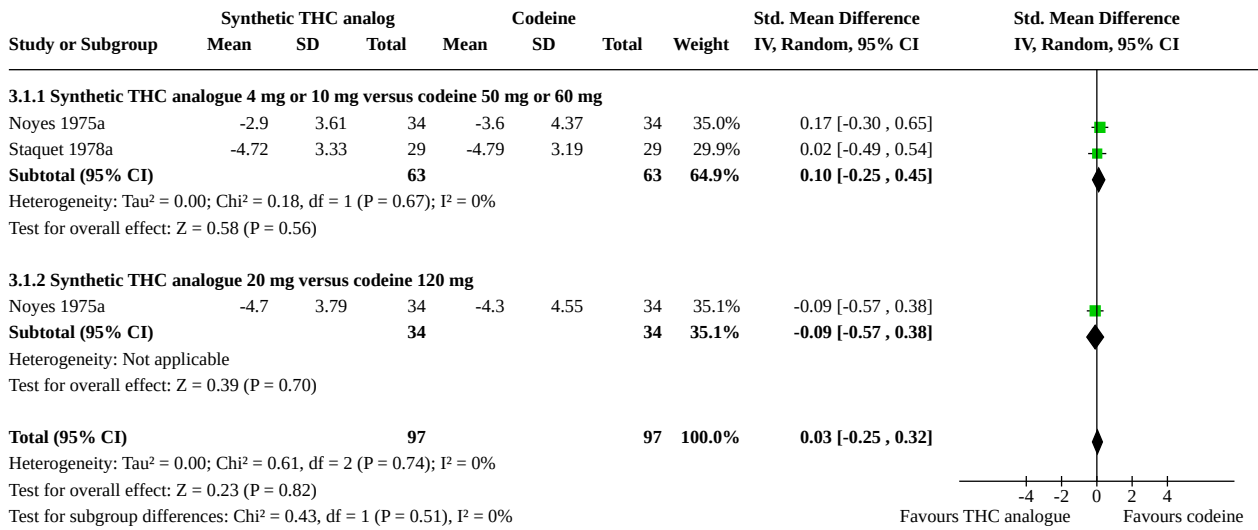 Synthetic THC analog Codeine Std. Mean Difference Std. Mean Difference
Study or Subgroup Mean SD Total Mean SD Total Weight IV, Random, 95% CI IV, Random, 95% CI
3.1.1 Synthetic THC analogue 4 mg or 10 mg versus codeine 50 mg or 60 mg
Noyes 1975a -2.9 3.61 34 -3.6 4.37 34 35.0% 0.17 [-0.30 , 0.65]
Staquet 1978a -4.72 3.33 29 -4.79 3.19 29 29.9% 0.02 [-0.49 , 0.54]
Subtotal (95% CI) 63 63 64.9% 0.10 [-0.25 , 0.45]
Heterogeneity: Tau² = 0.00; Chi² = 0.18, df = 1 (P = 0.67); I² = 0%
Test for overall effect: Z = 0.58 (P = 0.56)
3.1.2 Synthetic THC analogue 20 mg versus codeine 120 mg
Noyes 1975a -4.7 3.79 34 -4.3 4.55 34 35.1% -0.09 [-0.57 , 0.38]
Subtotal (95% CI) 34 34 35.1% -0.09 [-0.57 , 0.38]
Heterogeneity: Not applicable
Test for overall effect: Z = 0.39 (P = 0.70)
Total (95% CI) 97 97 100.0% 0.03 [-0.25 , 0.32]
Heterogeneity: Tau² = 0.00; Chi² = 0.61, df = 2 (P = 0.74); I² = 0%
Test for overall effect: Z = 0.23 (P = 0.82)
-4 -2 0 2 4
Test for subgroup differences: Chi² = 0.43, df = 1 (P = 0.51), I² = 0% Favours THC analogue Favours codeine